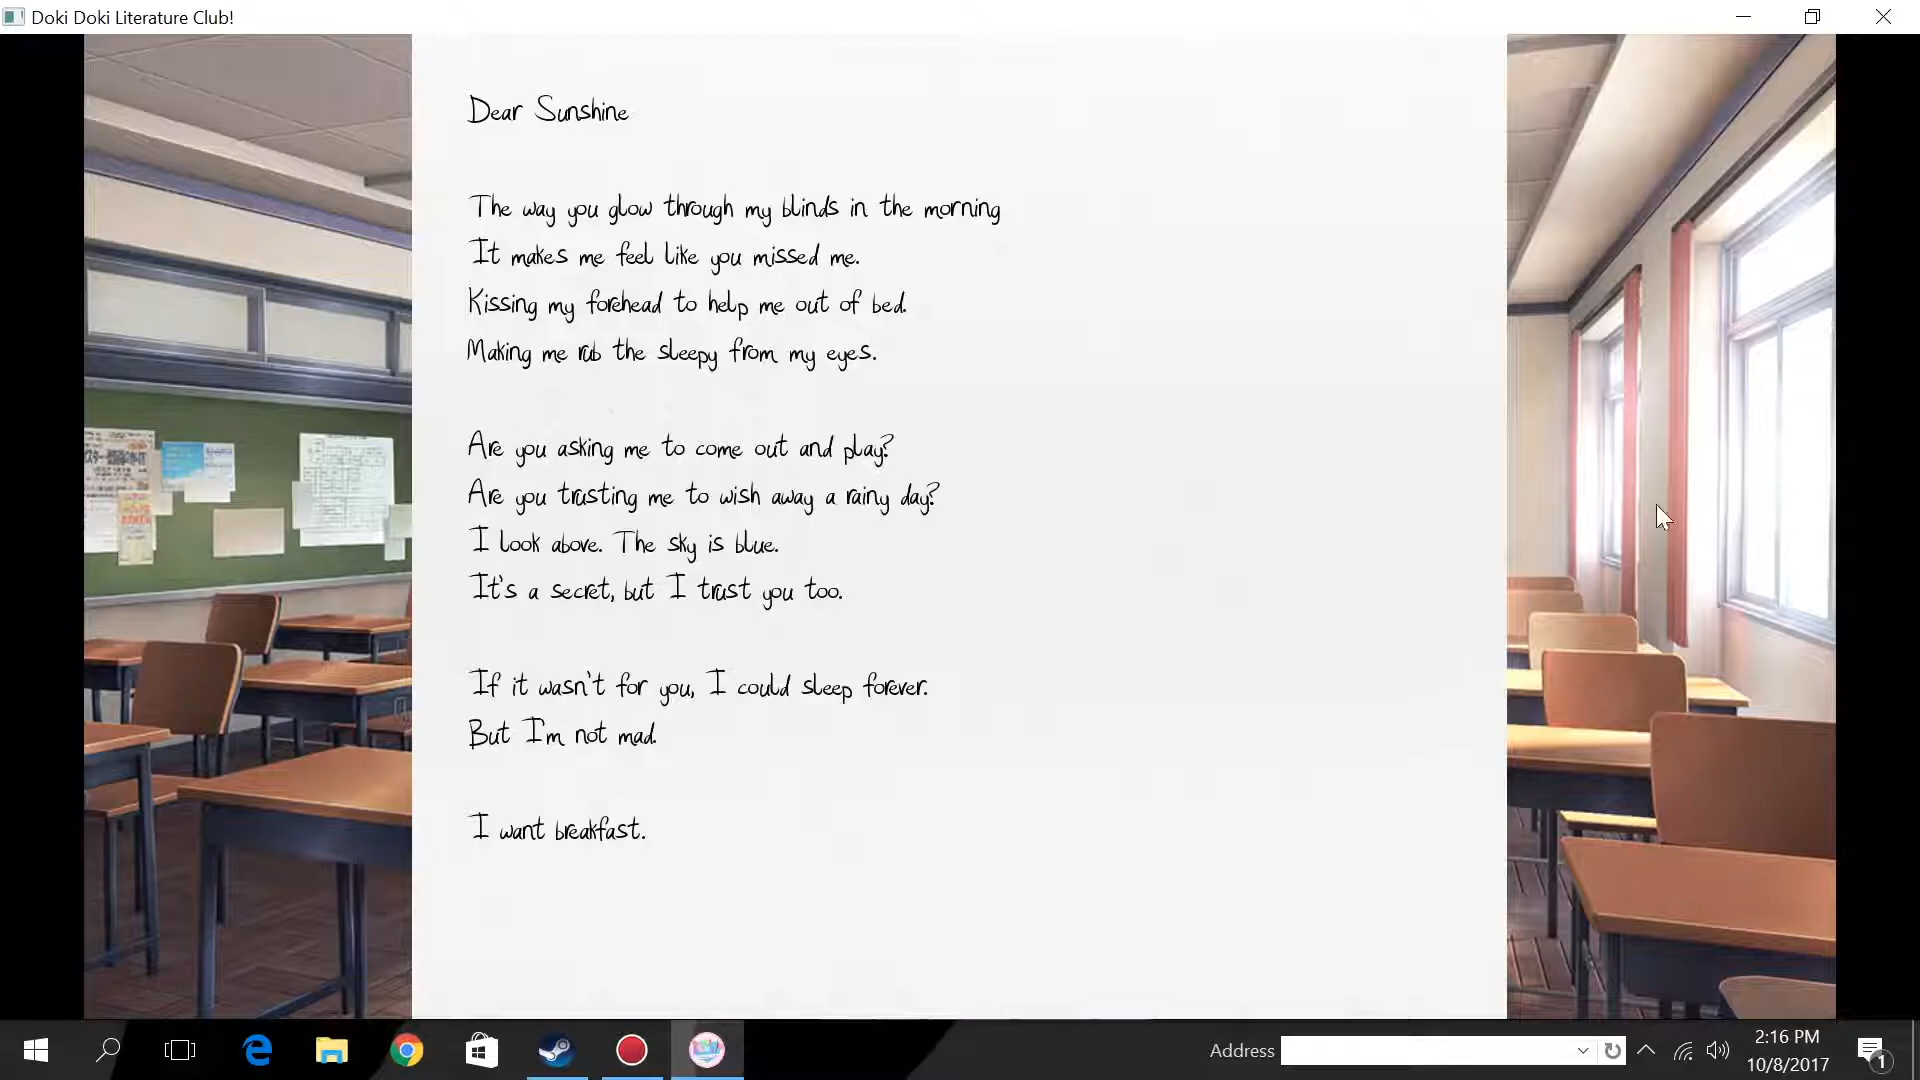 Doki Doki Literature Club!
Dear Sunshine
The way you glow through my blinds in the morning
It makes me feel like you missed me.
Kissing my forehead to help me out of bed.
Making me rub the sleepy from my eyes.
Are you asking me to come out and play?
Are you trusting me to wish away a rainy day?
I look above. The sky is blue.
It's a secret, but I trust you too.
If it wasn't for you, I could sleep forever.
But I'm not mad.
I want breakfast.
Address
2:16 PM
10/8/2017
1